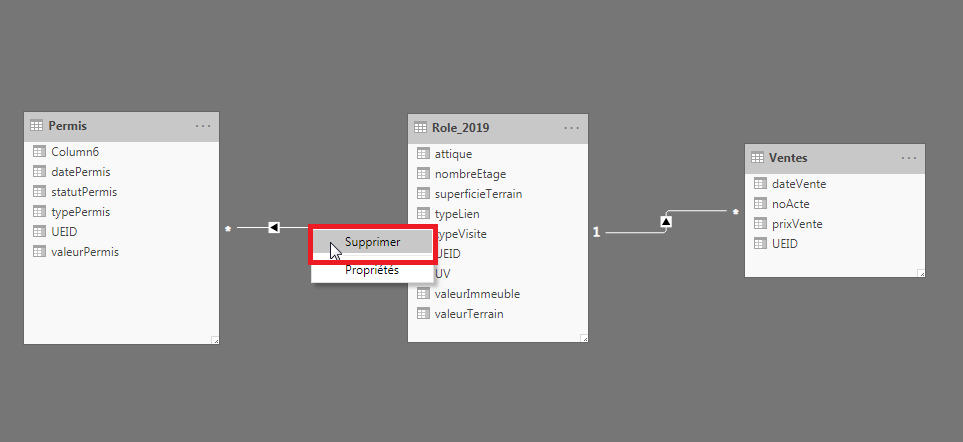 Permis ...
Column6
datePermis
statutPermis
typePermis
UEID
valeurPermis
*
Supprimer
Propriétés
Role_2019 ...
attique
nombreEtage
superficieTerrain
typeLien
typeVisite
UEID
UV
valeurImmeuble
valeurTerrain
1
*
Ventes ...
dateVente
noActe
prixVente
UEID